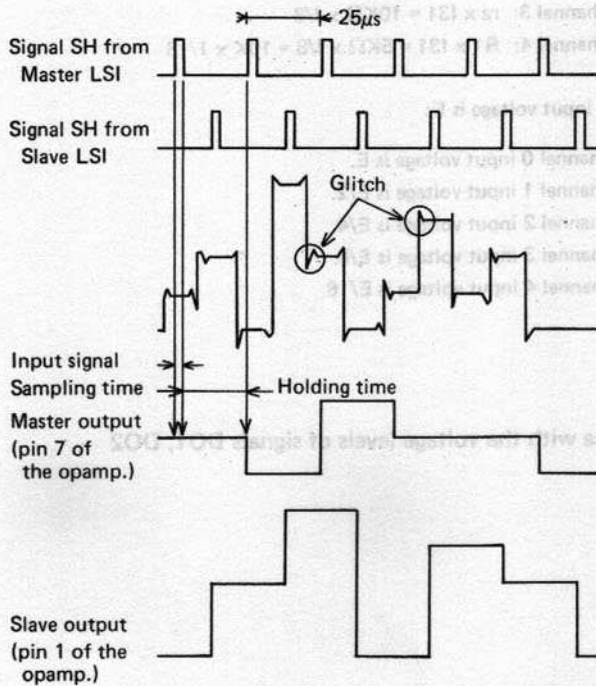 25μs
Signal SH from
Master LSI
Signal SH from
Slave LSI
Glitch
Input signal
Sampling time
Holding time
Master output
(pin 7 of
the opamp.)
Slave output
(pin 1 of the
opamp.)